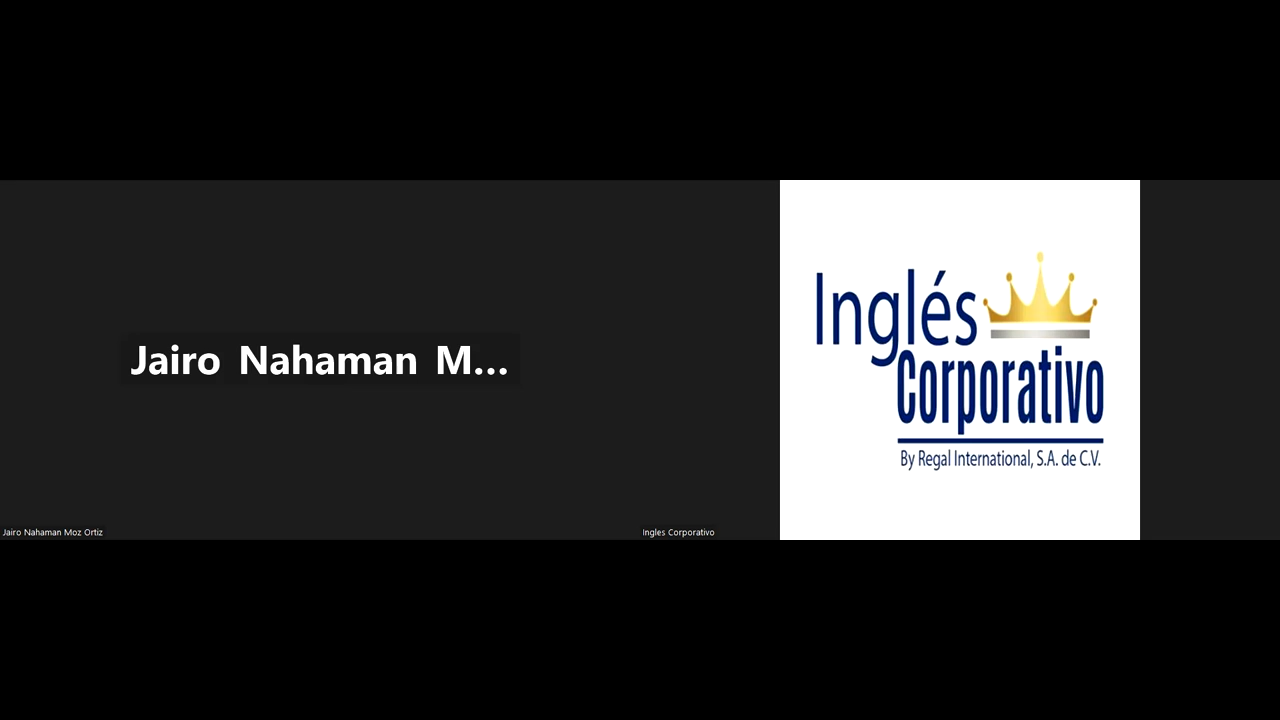 Jairo Nahaman M...
Jairo Nahaman Moz Ortiz
Inglés
Corporativo
By Regal International, S.A. de C.V.
Ingles Corporativo